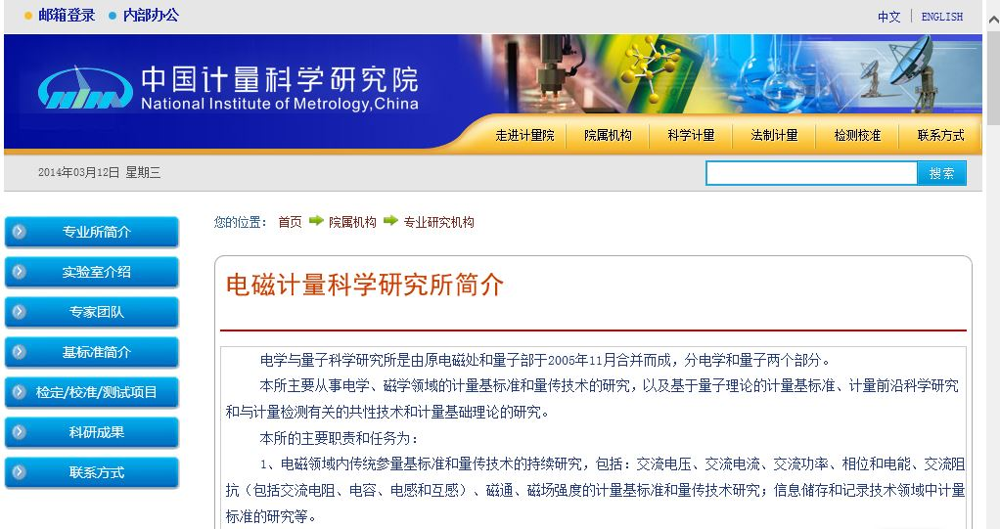 邮箱登录 内部办公 中文 ENGLISH
中国计量科学研究院
National Institute of Metrology,China
走进计量院 院属机构 科学计量 法制计量 检测校准 联系方式
2014年03月12日 星期三 搜索
您的位置： 首页 院属机构 专业研究机构
专业所简介
实验室介绍
专家团队
基标准简介
检定/校准/测试项目
科研成果
联系方式
电磁计量科学研究所简介
电学与量子科学研究所是由原电磁处和量子部于2005年11月合并而成，分电学和量子两个部分。
本所主要从事电学、磁学领域的计量基标准和量传技术的研究，以及基于量子理论的计量基标准、计量前沿科学研究
和与计量检测有关的共性技术和计量基础理论的研究。
本所的主要职责和任务为：
1、电磁领域内传统参量基标准和量传技术的持续研究，包括：交流电压、交流电流、交流功率、相位和电能、交流阻
抗（包括交流电阻、电容、电感和互感）、磁通、磁场强度的计量基标准和量传技术研究；信息储存和记录技术领域中计量
标准的研究等。